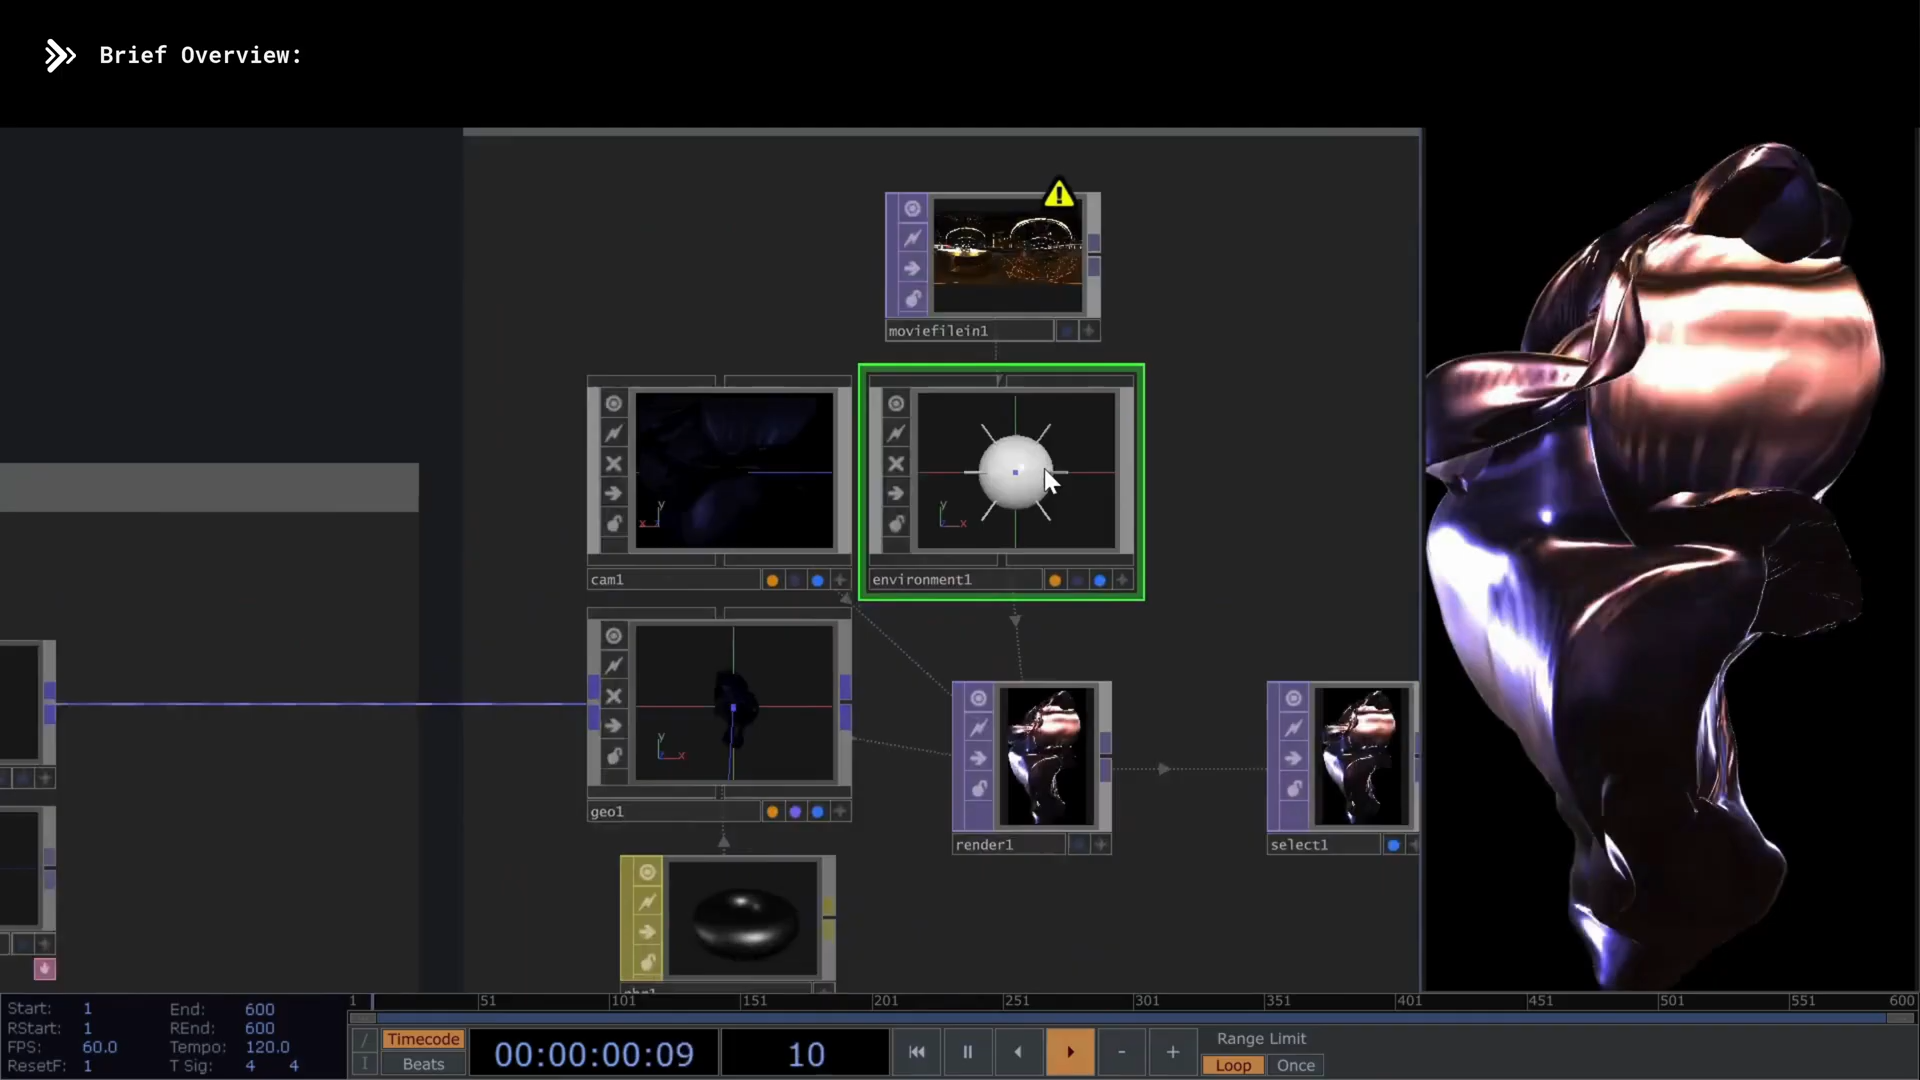 Brief Overview:
moviefilein1
cam1
environment1
geo1
render1
select1
y
x
y
x
y
x
1 51 101 151 201 251 301 351 401 451 501 551 600
Start: 1 End: 600
RStart: 1 REnd: 600
FPS: 60.0 Tempo: 120.0
ResetF: 1 T Sig: 4 4
/
I
Timecode
Beats
00:00:00:09
10
- +
Range Limit
Loop Once